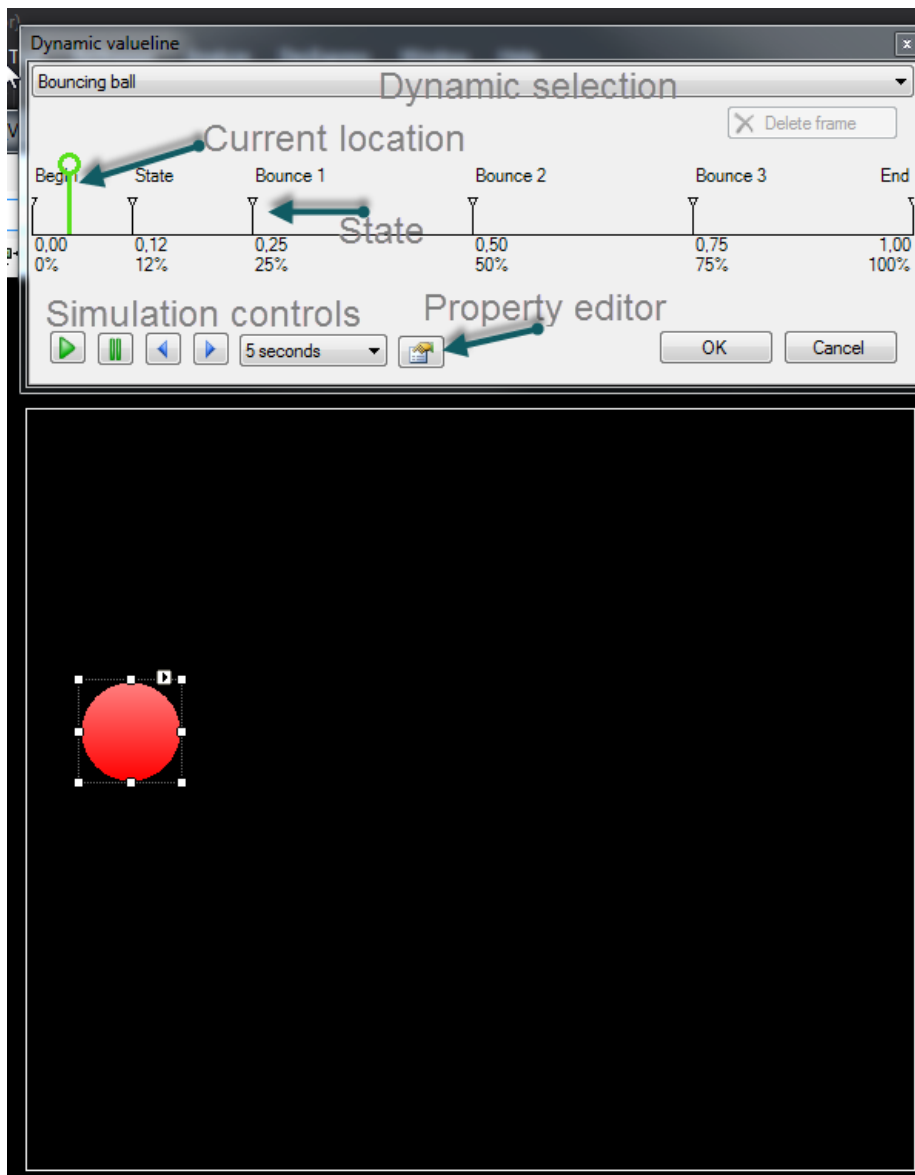 r)
Dynamic valueline
x
T
Bouncing ball
Dynamic selection
Delete frame
V
Current location
Begin State Bounce 1 Bounce 2 Bounce 3 End
State
0,00 0,12 0,25 0,50 0,75 1,00
0% 12% 25% 50% 75% 100%
Simulation controls
Property editor
5 seconds
OK Cancel